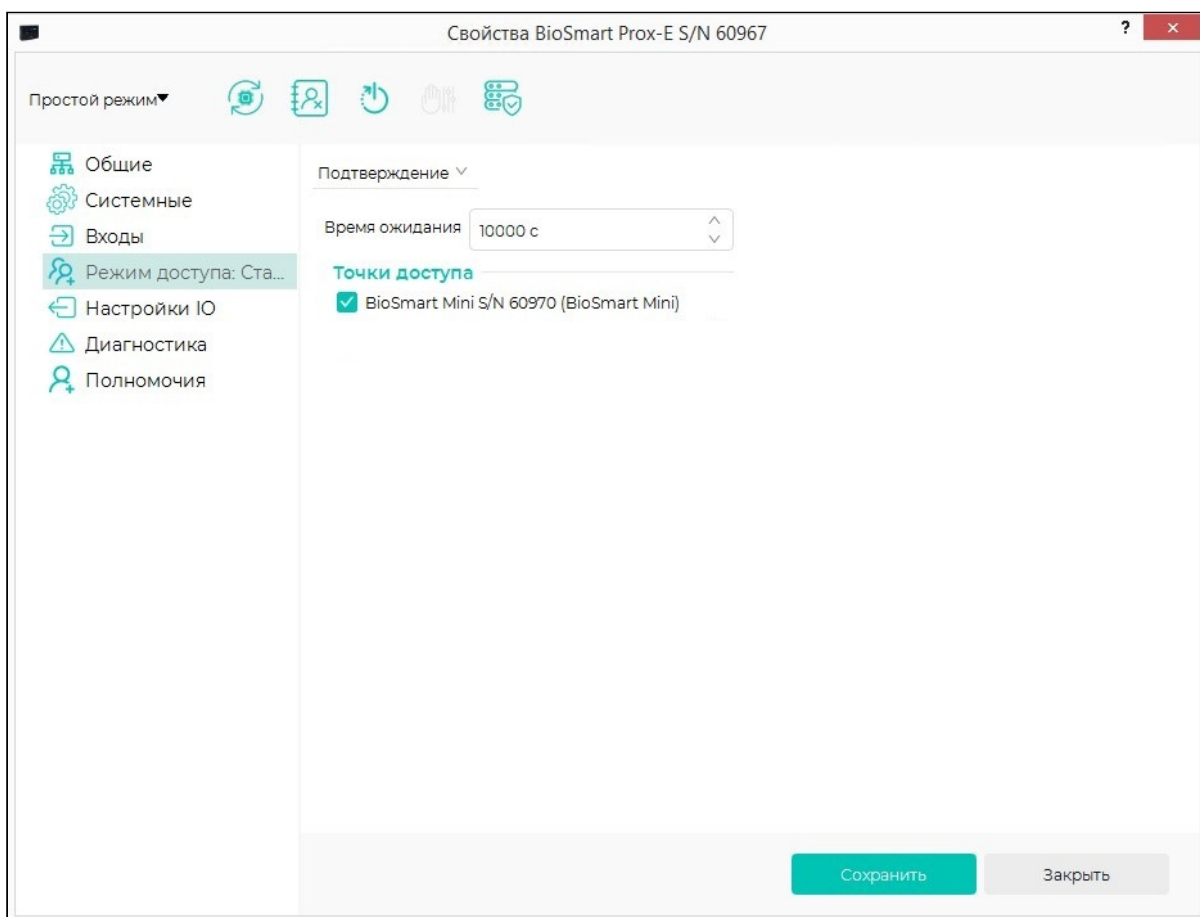 Свойства BioSmart Prox-E S/N 60967
?
Простой режим
Общие
Системные
Входы
Режим доступа: Ста...
Настройки IO
Диагностика
Полномочия
Подтверждение
Время ожидания 10000 с
Точки доступа
BioSmart Mini S/N 60970 (BioSmart Mini)
Сохранить Закрыть